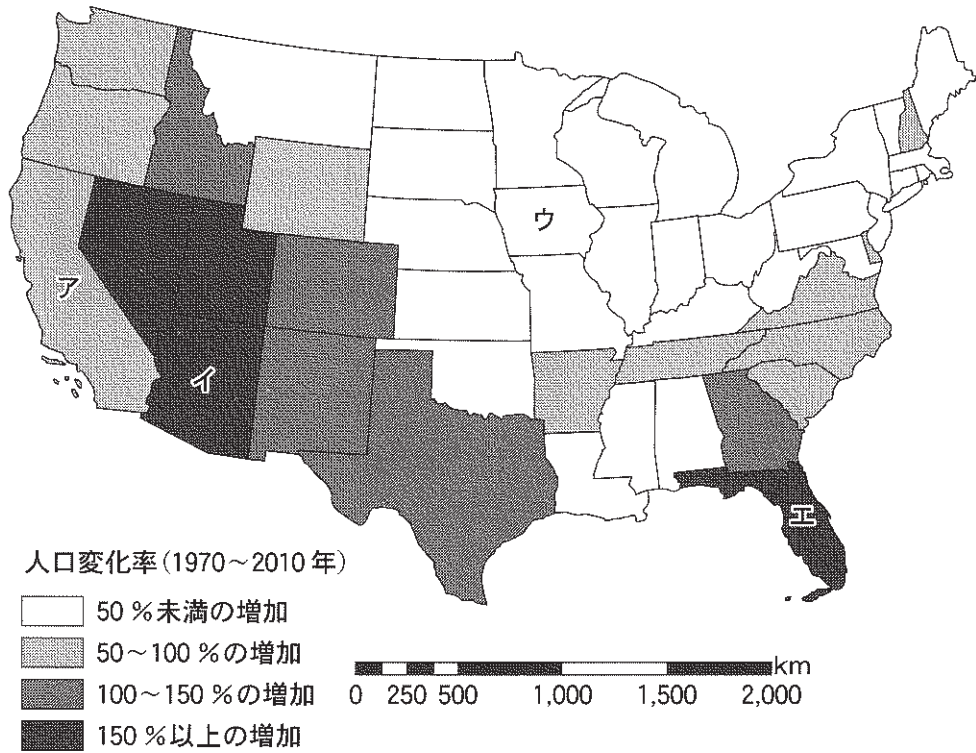 ア
イ
ウ
エ
人口変化率(1970～2010年)
50 %未満の増加
50～100 %の増加
100～150 %の増加
150 %以上の増加
km
0 250 500 1,000 1,500 2,000